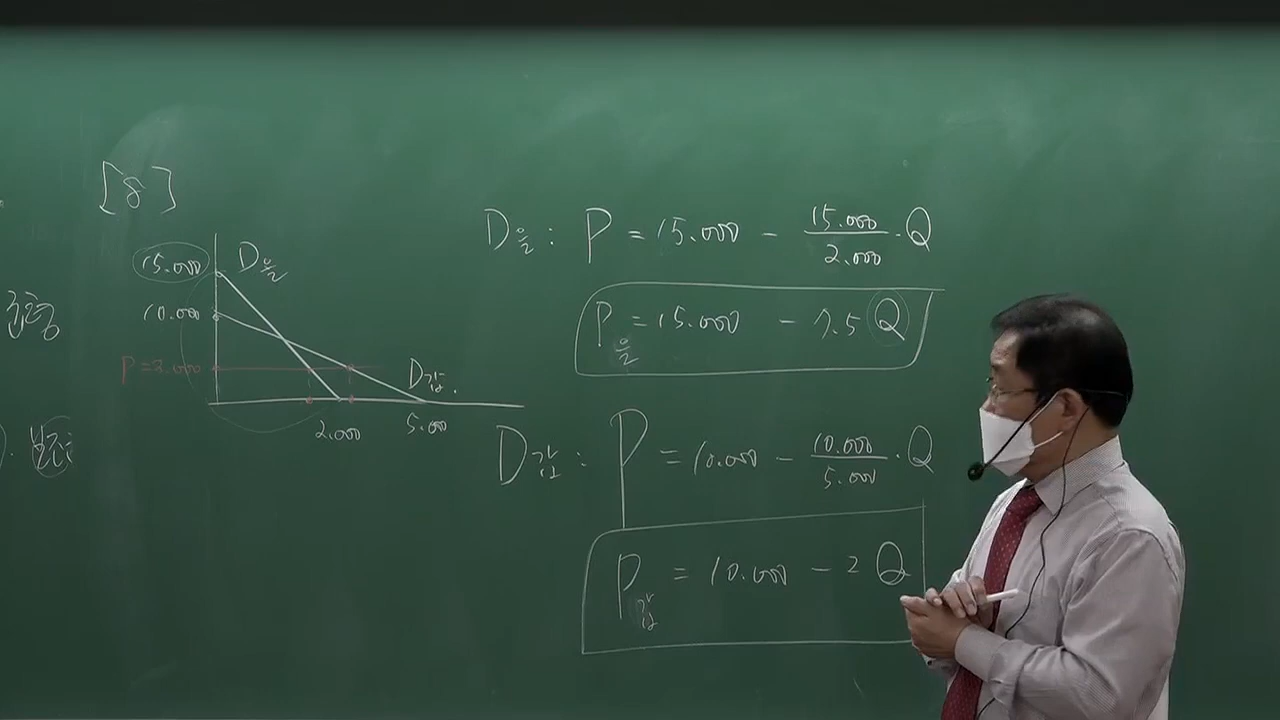 [8]
15.000 D을
10.000
P=3.000
D갑.
2.000 5.000
D을: P = 15.000 - 15.000/2.000 · Q
P을 = 15.000 - 7.5 Q
D갑: P = 10.000 - 10.000/5.000 · Q
P갑 = 10.000 - 2 Q